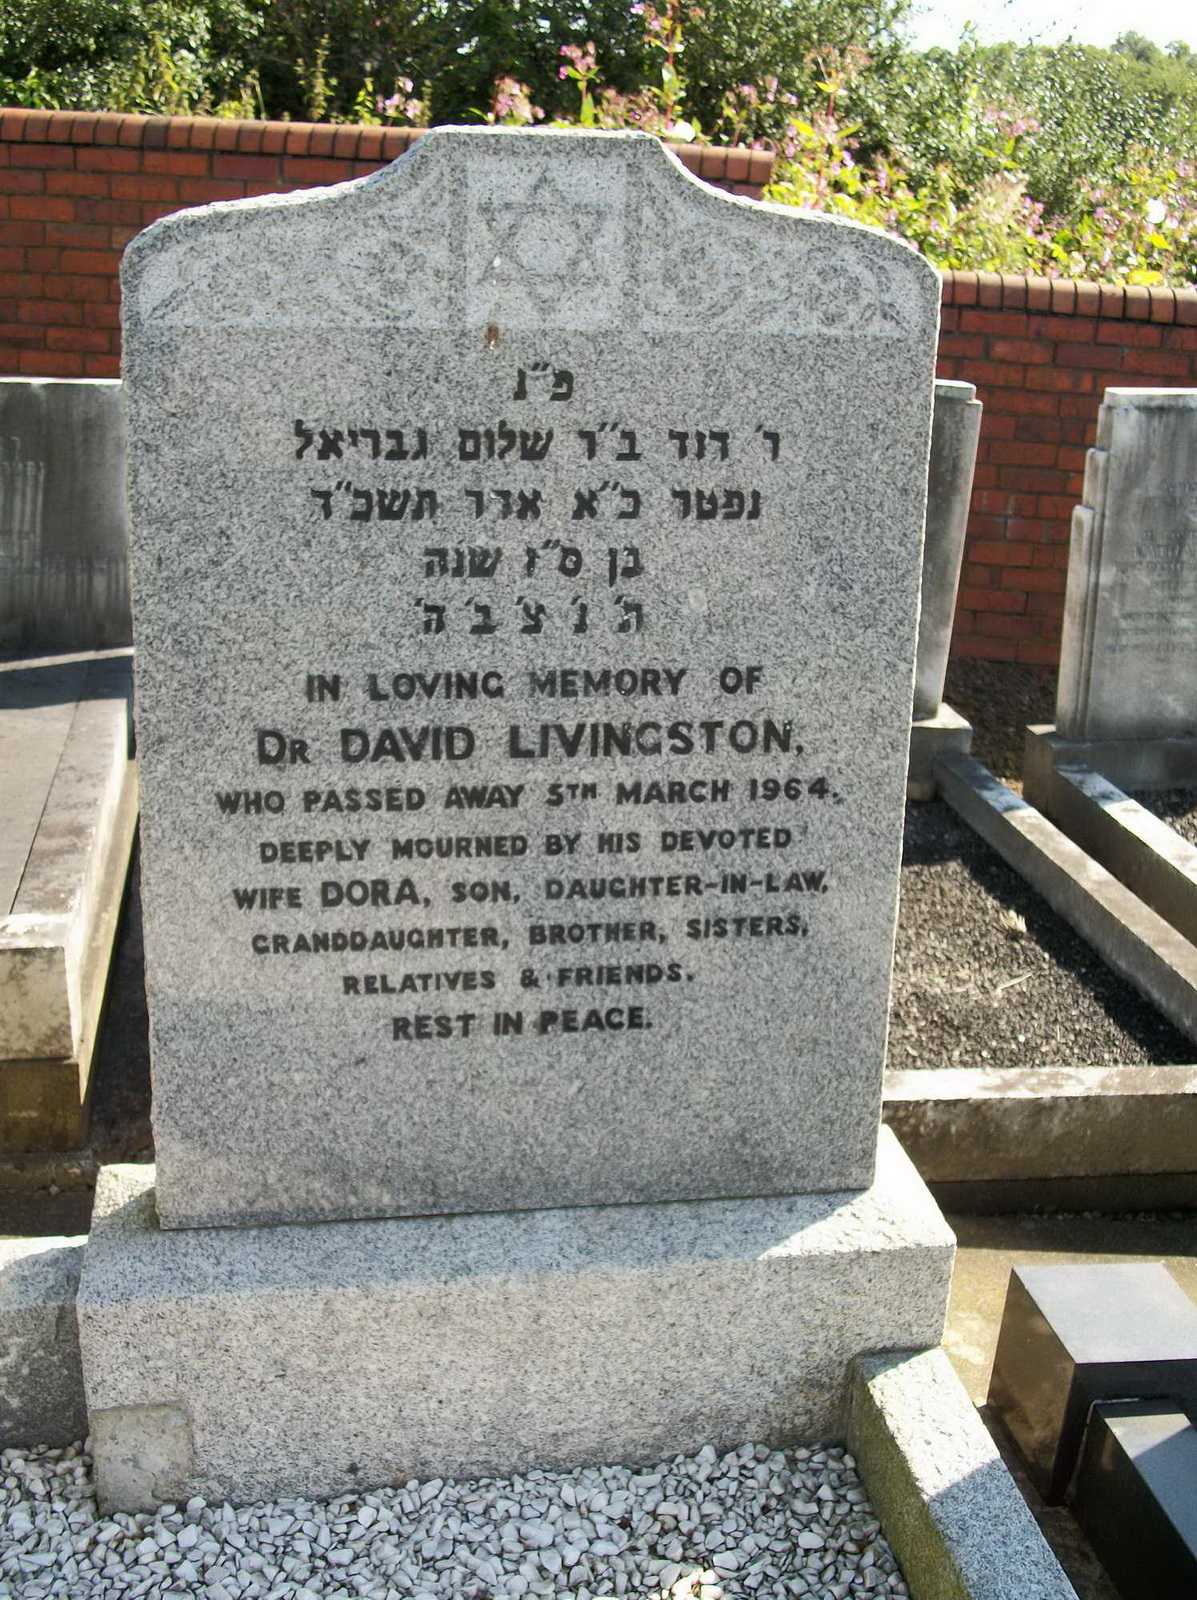 פ״נ
ר׳ דוד ב״ר שלום גבריאל
נפטר כ״א אדר תשכ״ד
בן ס״ז שנה
ת׳ נ׳ צ׳ ב׳ ה׳
IN LOVING MEMORY OF
DR DAVID LIVINGSTON,
WHO PASSED AWAY 5TH MARCH 1964.
DEEPLY MOURNED BY HIS DEVOTED
WIFE DORA, SON, DAUGHTER-IN-LAW,
GRANDDAUGHTER, BROTHER, SISTERS,
RELATIVES & FRIENDS.
REST IN PEACE.